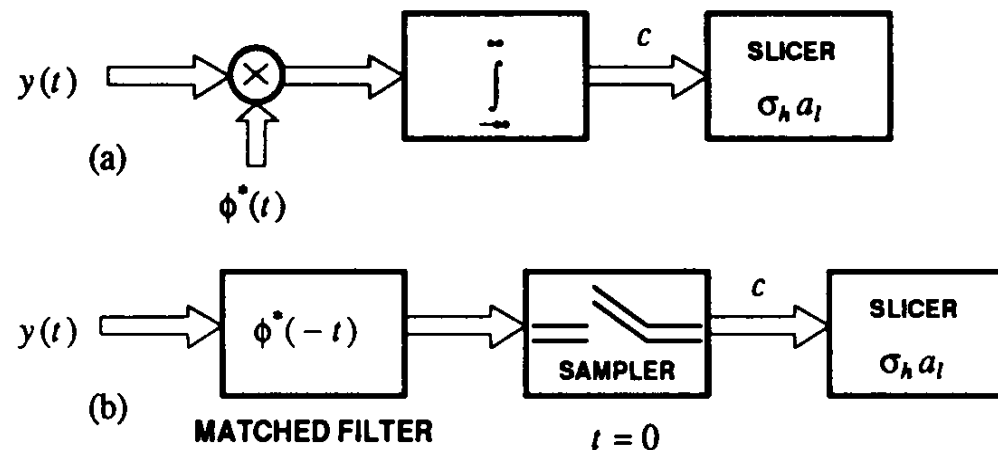 y(t)
×
∞
∫
−∞
c
SLICER
σ_h a_l
(a)
ϕ*(t)
y(t)
ϕ*(−t)
SAMPLER
c
SLICER
σ_h a_l
(b)
MATCHED FILTER
t = 0